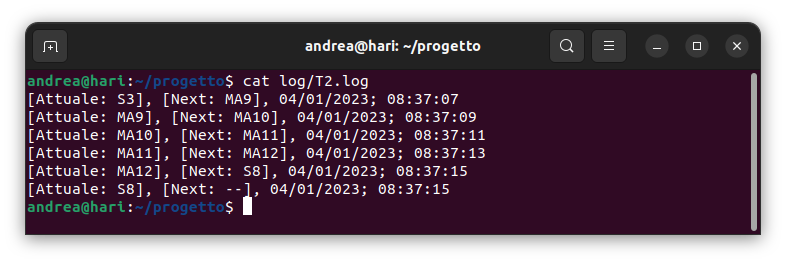 andrea@hari: ~/progetto
andrea@hari:~/progetto$ cat log/T2.log
[Attuale: S3], [Next: MA9], 04/01/2023; 08:37:07
[Attuale: MA9], [Next: MA10], 04/01/2023; 08:37:09
[Attuale: MA10], [Next: MA11], 04/01/2023; 08:37:11
[Attuale: MA11], [Next: MA12], 04/01/2023; 08:37:13
[Attuale: MA12], [Next: S8], 04/01/2023; 08:37:15
[Attuale: S8], [Next: --], 04/01/2023; 08:37:15
andrea@hari:~/progetto$